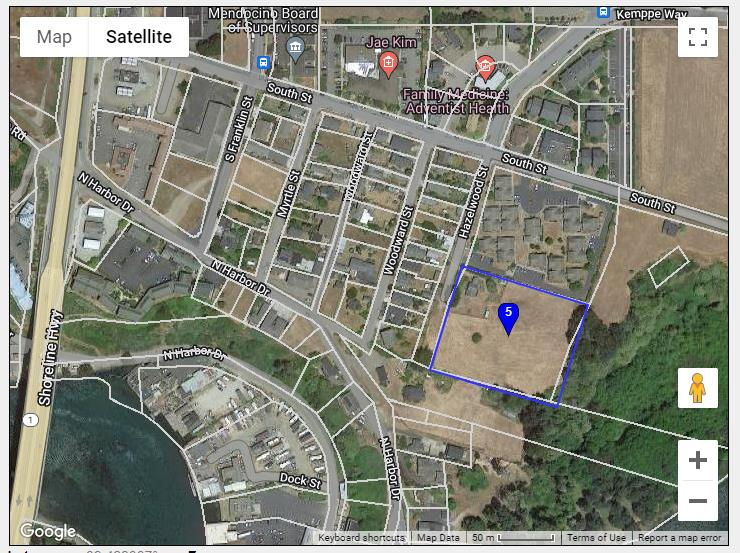 Mendocino Board
of Supervisors
Kemppe Way
Map
Satellite
Jae Kim
Family Medicine:
Adventist Health
South St
S Franklin St
Rd
Woodward St
South St
Myrtle St
N Harbor Dr
Hazelwood St
South St
Woodward St
N Harbor Dr
5
Shoreline Hwy
N Harbor Dr
1
Dock St
N Harbor Dr
Google
Keyboard shortcuts
Map Data
50 m
Terms of Use
Report a map error